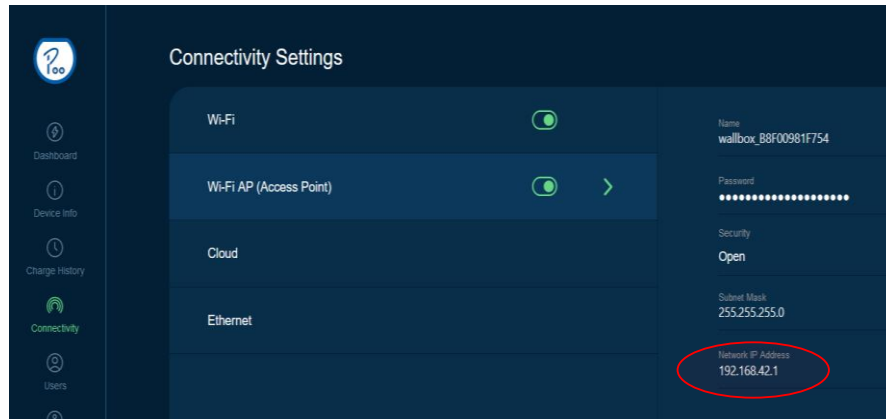 Poo
Connectivity Settings
Dashboard
Device Info
Charge History
Connectivity
Users
Wi-Fi
Wi-Fi AP (Access Point)
Cloud
Ethernet
Name
wallbox_B8F00981F754
Password
••••••••••••••••••••
Security
Open
Subnet Mask
255.255.255.0
Network IP Address
192.168.42.1